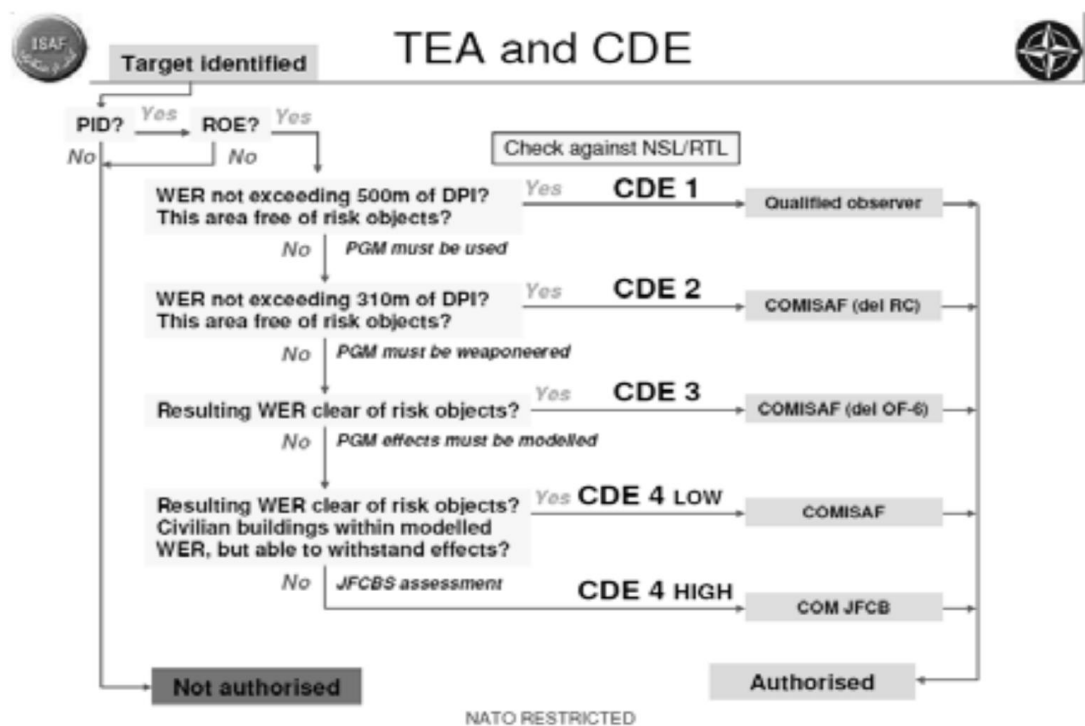 ISAF
TEA and CDE
Target identified
PID?
Yes
ROE?
Yes
No
No
Check against NSL/RTL
WER not exceeding 500m of DPI?
This area free of risk objects?
Yes
CDE 1
Qualified observer
No
PGM must be used
WER not exceeding 310m of DPI?
This area free of risk objects?
Yes
CDE 2
COMISAF (del RC)
No
PGM must be weaponeered
Resulting WER clear of risk objects?
Yes
CDE 3
COMISAF (del OF-6)
No
PGM effects must be modelled
Resulting WER clear of risk objects?
Civilian buildings within modelled
WER, but able to withstand effects?
Yes
CDE 4 LOW
COMISAF
No
JFCBS assessment
CDE 4 HIGH
COM JFCB
Not authorised
Authorised
NATO RESTRICTED